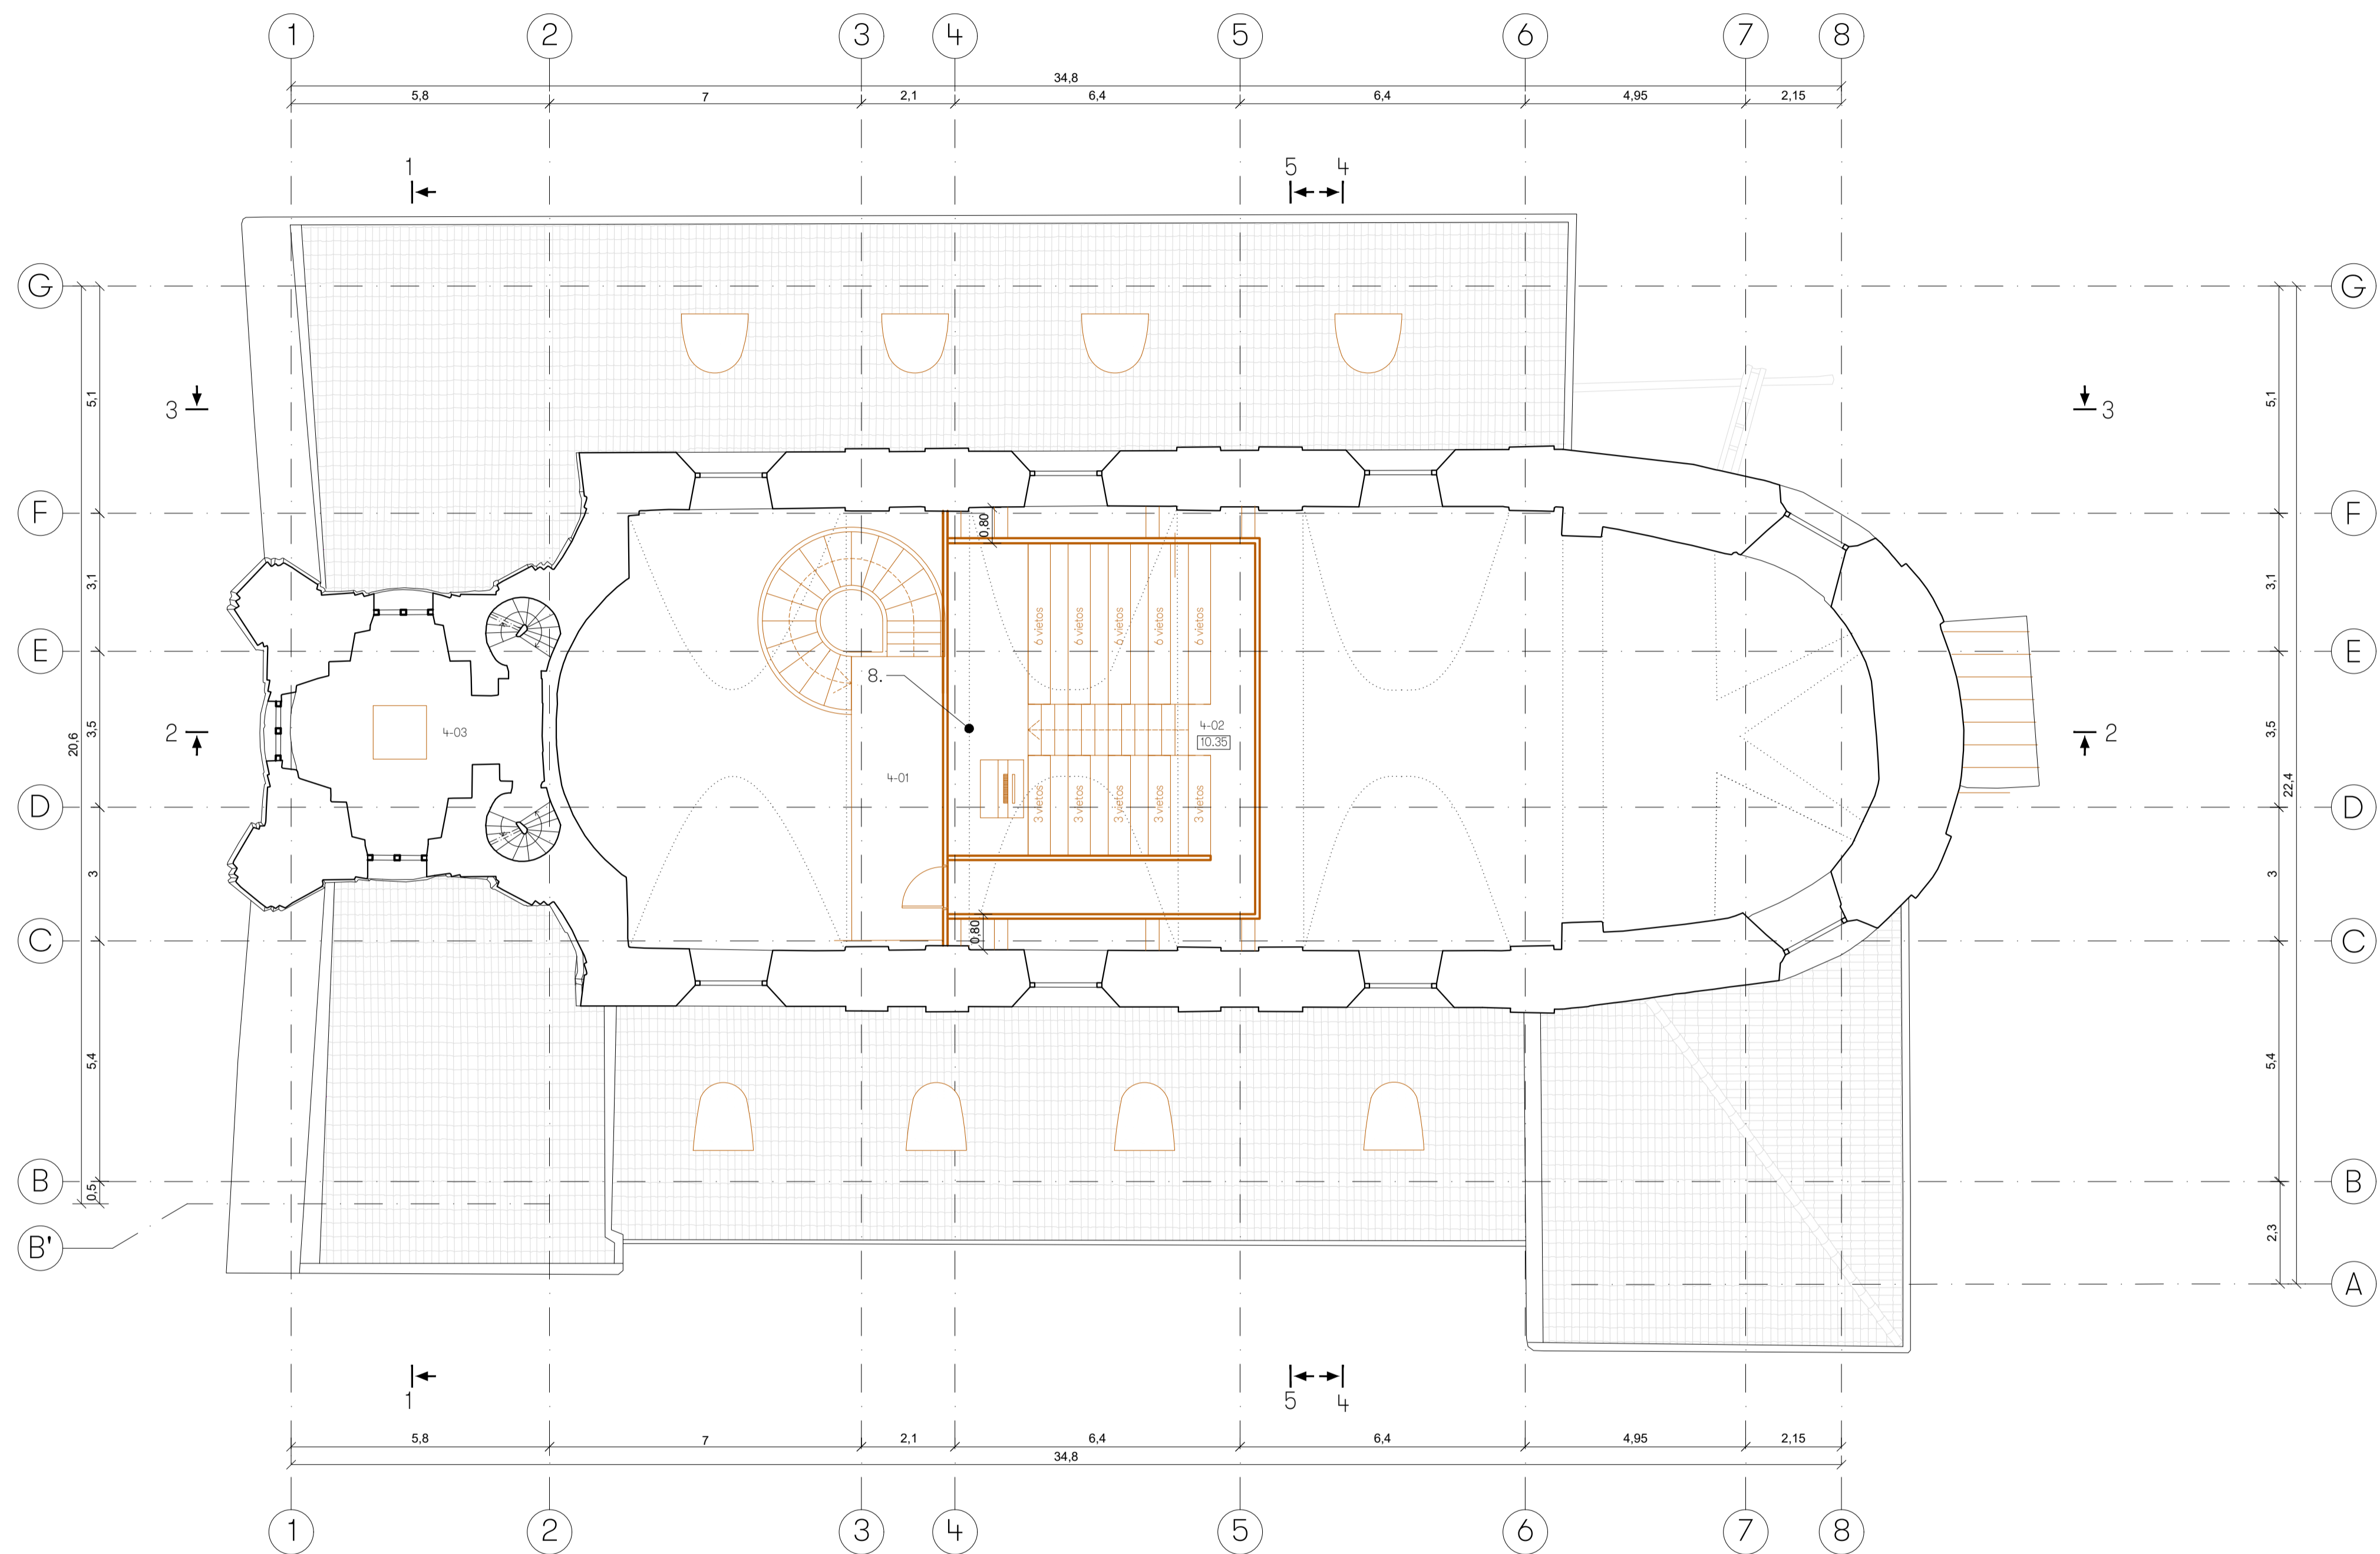 1 2 3 4 5 6 7 8
34,8
5,8 7 2,1 6,4 6,4 4,95 2,15
1 5 4
G G
5,1 5,1
3 3
F F
0,80
3,1 3,1
6 vietos 6 vietos 6 vietos 6 vietos 6 vietos
E E
8.
20,6 3,5 4-03 4-02 3,5
2 2
10.35
4-01 22,4
3 vietos 3 vietos 3 vietos 3 vietos 3 vietos
D D
3 3
0,80
C C
5,4 5,4
B B
0,5
B' 2,3
A
1 5 4
5,8 7 2,1 6,4 6,4 4,95 2,15
34,8
1 2 3 4 5 6 7 8